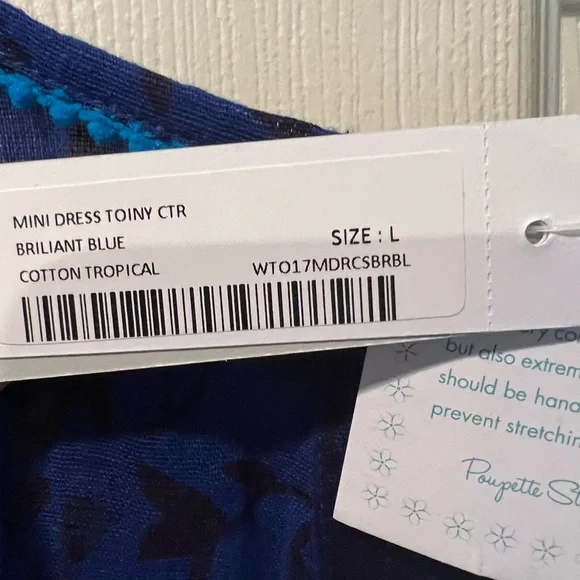 MINI DRESS TOINY CTR
BRILIANT BLUE
SIZE : L
COTTON TROPICAL
WTO17MDRCSBRBL
but also extrem
should be hand
prevent stretchin
Poupette St